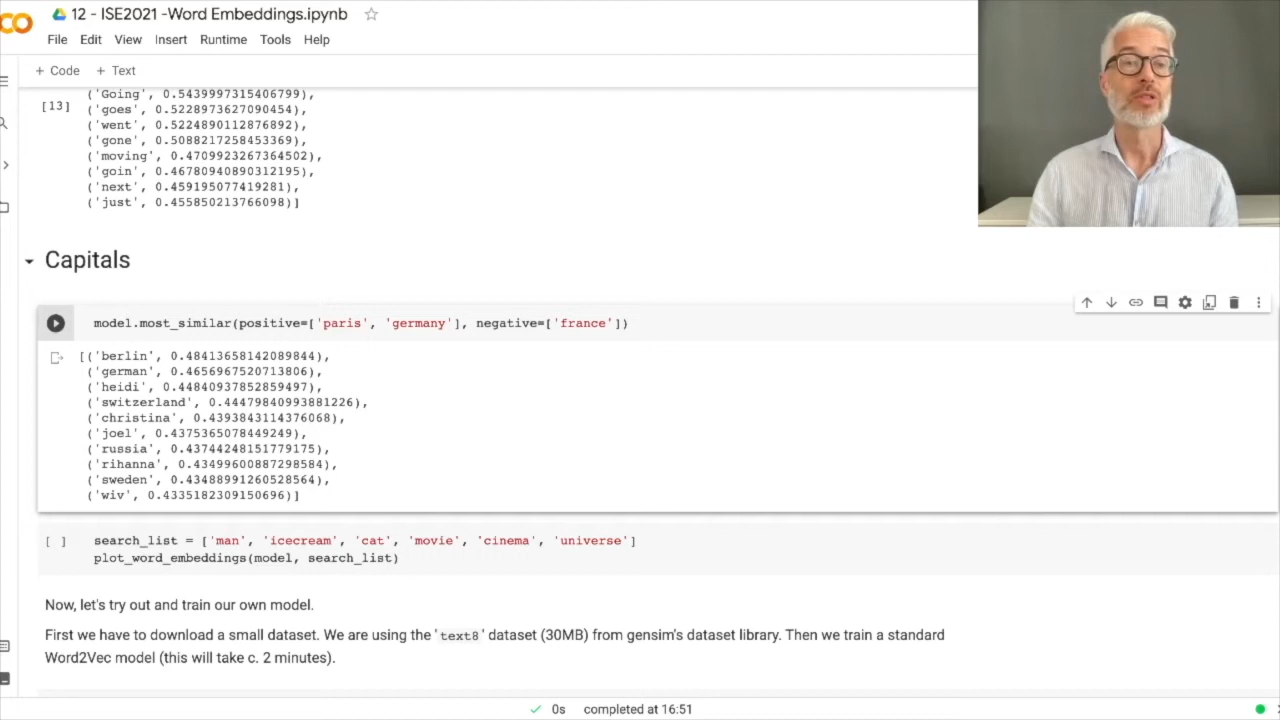 CO
12 - ISE2021 -Word Embeddings.ipynb
File Edit View Insert Runtime Tools Help
+ Code + Text
[13]
('Going', 0.5439997315406799),
('goes', 0.5228973627090454),
('went', 0.5224890112876892),
('gone', 0.5088217258453369),
('moving', 0.4709923267364502),
('goin', 0.46780940890312195),
('next', 0.459195077419281),
('just', 0.455850213766098)]
Capitals
model.most_similar(positive=['paris', 'germany'], negative=['france'])
[('berlin', 0.48413658142089844),
('german', 0.4656967520713806),
('heidi', 0.44840937852859497),
('switzerland', 0.44479840993881226),
('christina', 0.4393843114376068),
('joel', 0.4375365078449249),
('russia', 0.43744248151779175),
('rihanna', 0.43499600887298584),
('sweden', 0.43488991260528564),
('wiv', 0.4335182309150696)]
[ ] search_list = ['man', 'icecream', 'cat', 'movie', 'cinema', 'universe']
plot_word_embeddings(model, search_list)
Now, let's try out and train our own model.
First we have to download a small dataset. We are using the 'text8' dataset (30MB) from gensim's dataset library. Then we train a standard
Word2Vec model (this will take c. 2 minutes).
0s completed at 16:51